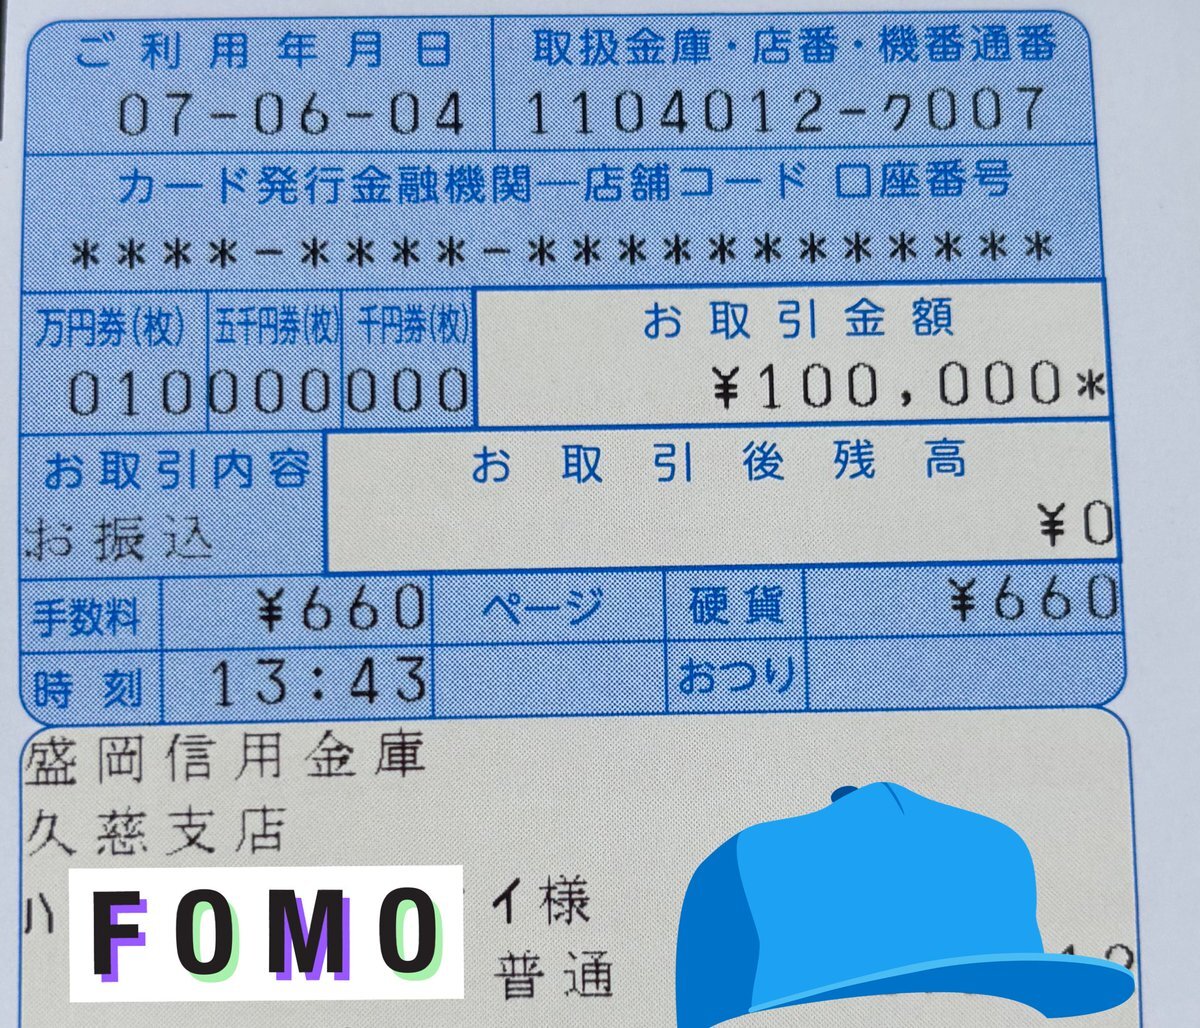 ご利用年月日 取扱金庫・店番・機番通番
07-06-04 1104012-ク007
カード発行金融機関―店舗コード 口座番号
****-****-************
万円券(枚) 五千円券(枚) 千円券(枚) お取引金額
010 000 000 ¥100,000*
お取引内容 お取引後残高
お振込 ¥0
手数料 ¥660 ページ 硬貨 ¥660
時刻 13:43 おつり
盛岡信用金庫
久慈支店
ハ FOMO イ様
普通